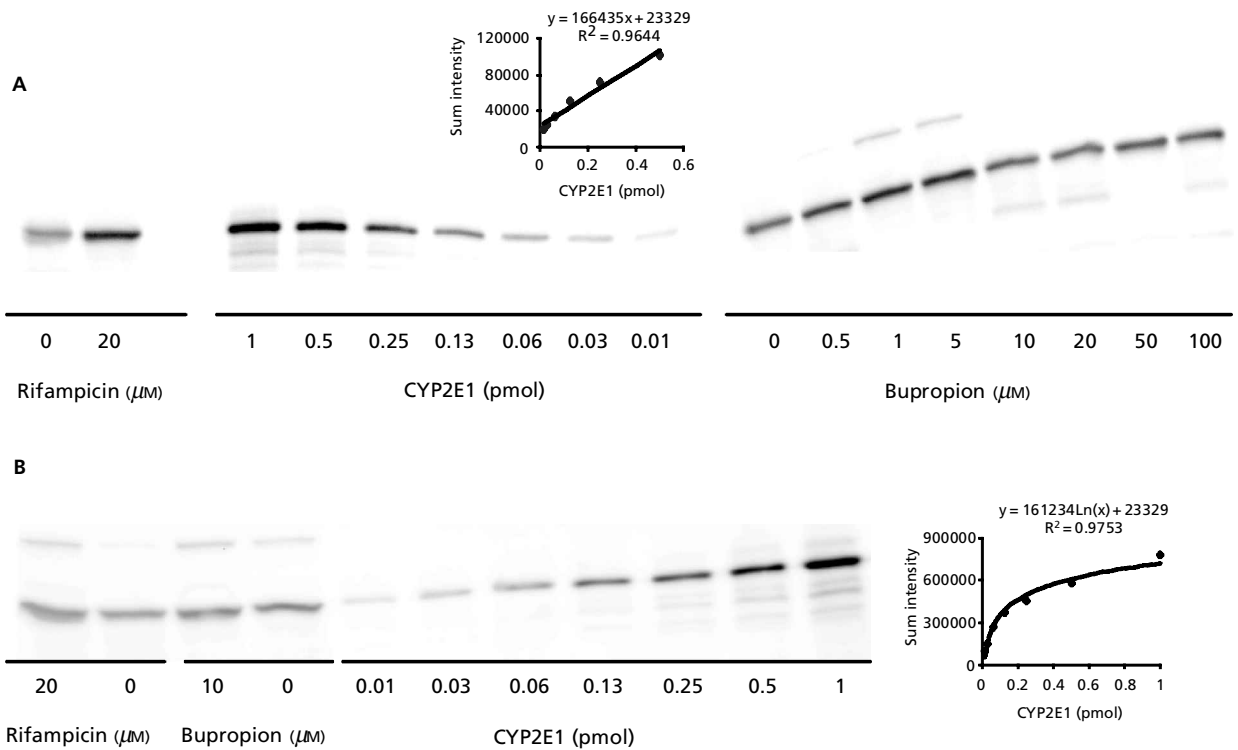 A
y = 166435x + 23329
R2 = 0.9644
120000
80000
40000
0
Sum intensity
0 0.2 0.4 0.6
CYP2E1 (pmol)
0 20
Rifampicin (μM)
1 0.5 0.25 0.13 0.06 0.03 0.01
CYP2E1 (pmol)
0 0.5 1 5 10 20 50 100
Bupropion (μM)
B
20 0
Rifampicin (μM)
10 0
Bupropion (μM)
0.01 0.03 0.06 0.13 0.25 0.5 1
CYP2E1 (pmol)
y = 161234Ln(x) + 23329
R2 = 0.9753
900000
600000
300000
0
Sum intensity
0 0.2 0.4 0.6 0.8 1
CYP2E1 (pmol)